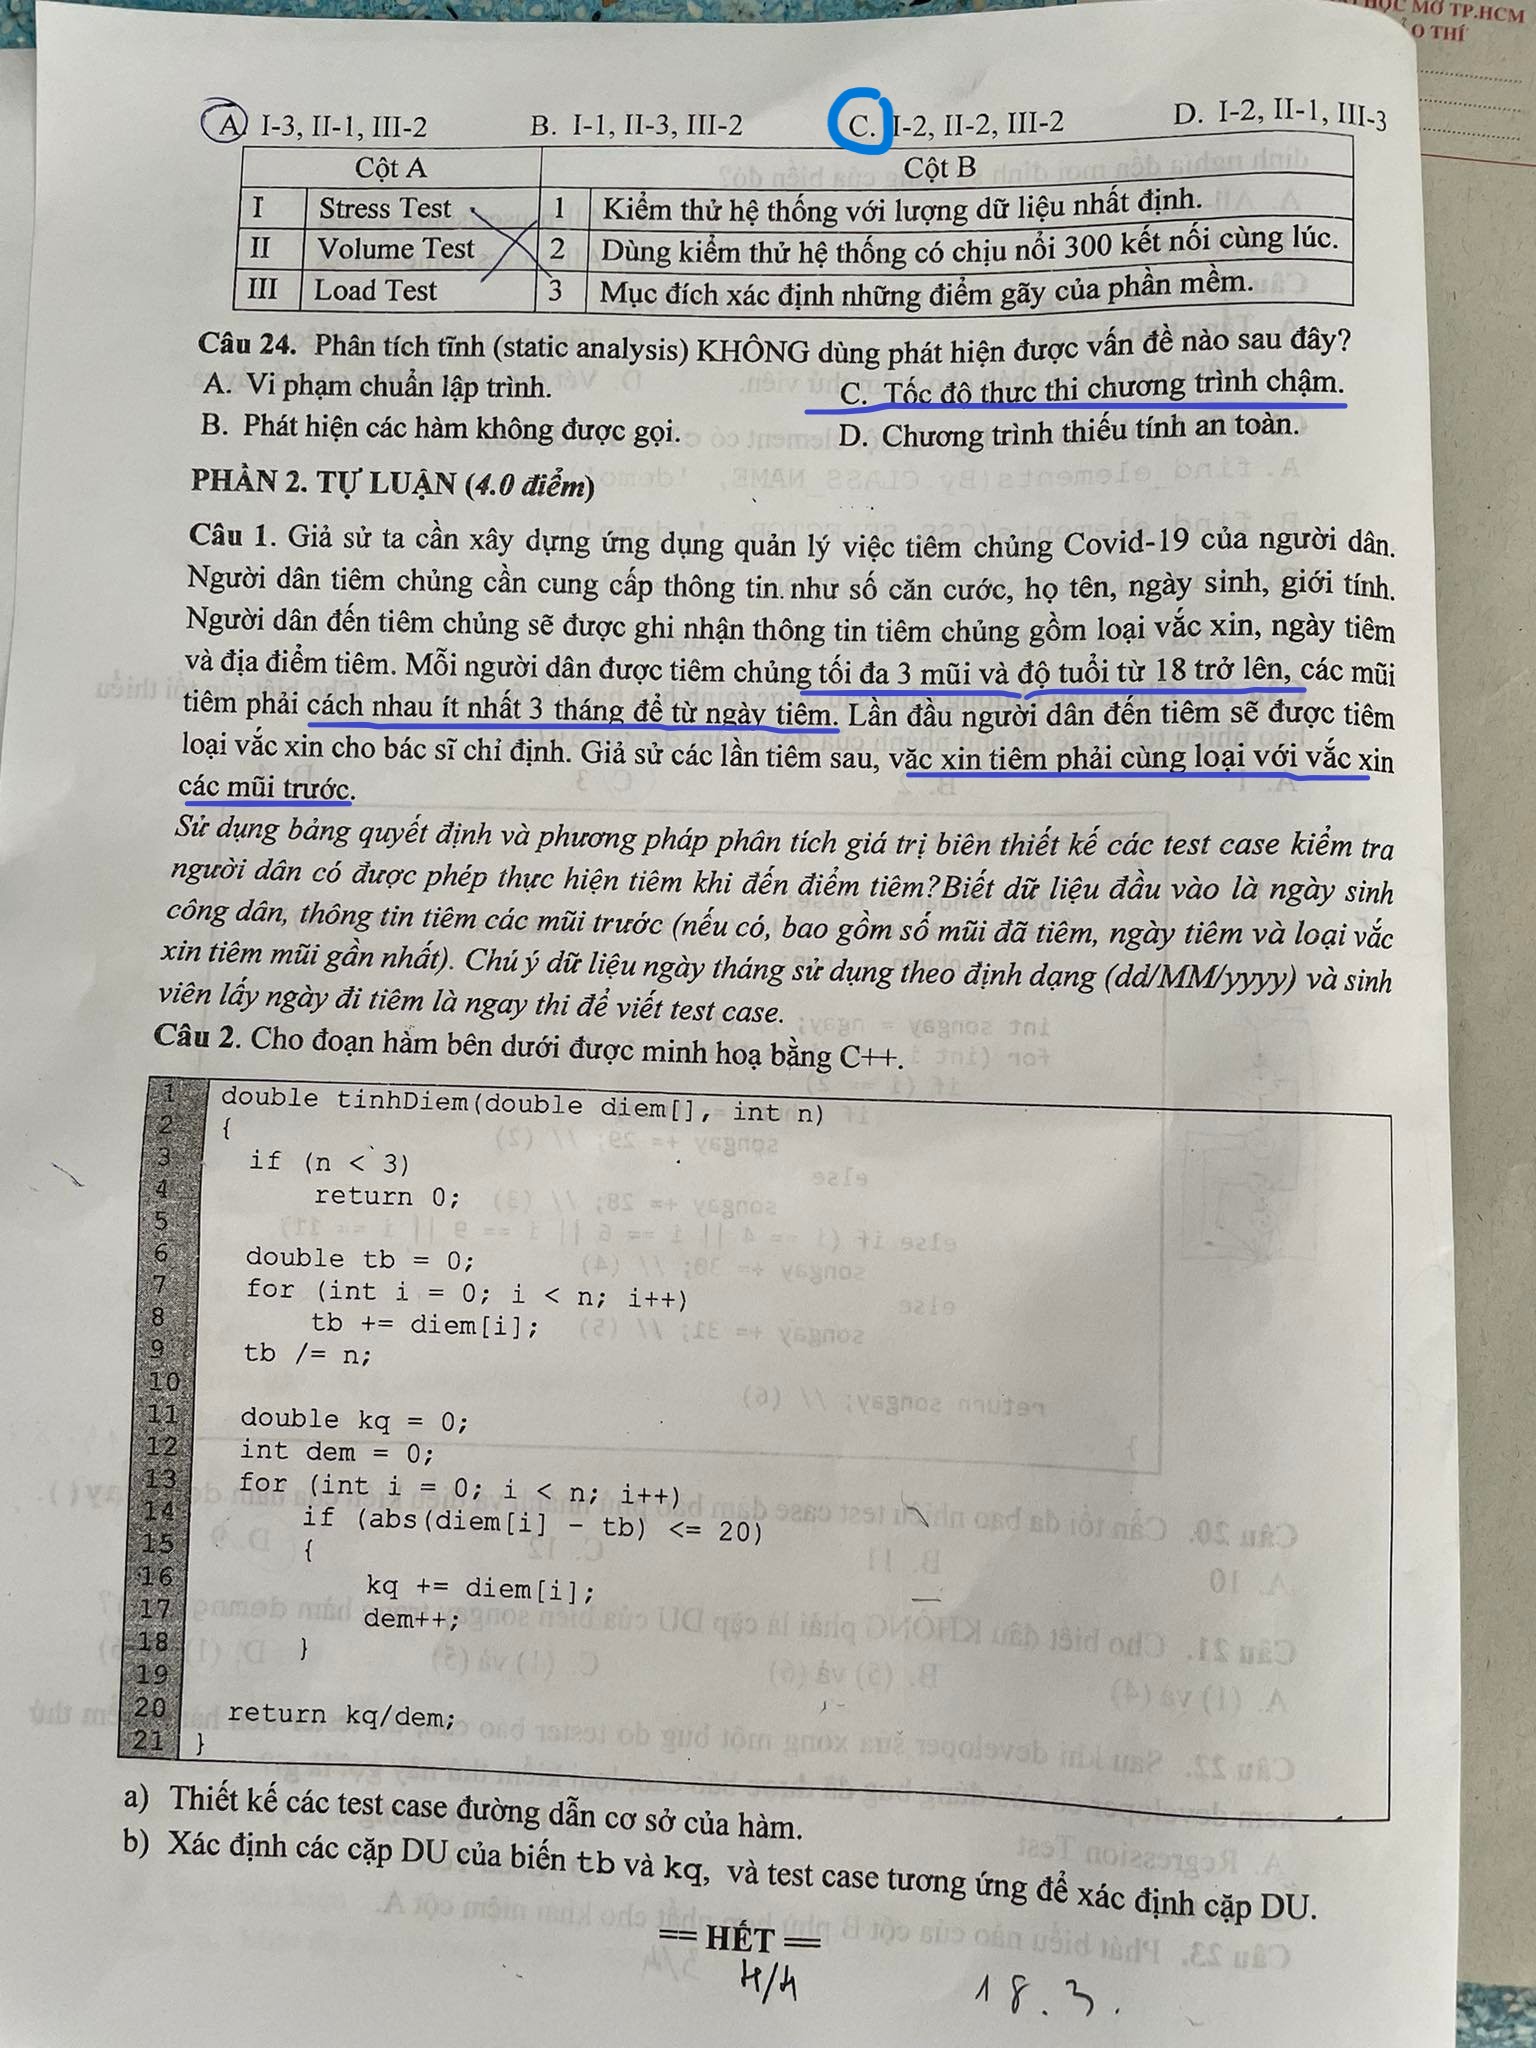 HỌC MỞ TP.HCM
O THÍ
A. I-3, II-1, III-2 B. I-1, II-3, III-2 C. I-2, II-2, III-2 D. I-2, II-1, III-3
Cột A Cột B
I Stress Test 1 Kiểm thử hệ thống với lượng dữ liệu nhất định.
II Volume Test 2 Dùng kiểm thử hệ thống có chịu nổi 300 kết nối cùng lúc.
III Load Test 3 Mục đích xác định những điểm gãy của phần mềm.
Câu 24. Phân tích tĩnh (static analysis) KHÔNG dùng phát hiện được vấn đề nào sau đây?
A. Vi phạm chuẩn lập trình. C. Tốc độ thực thi chương trình chậm.
B. Phát hiện các hàm không được gọi. D. Chương trình thiếu tính an toàn.
PHẦN 2. TỰ LUẬN (4.0 điểm)
Câu 1. Giả sử ta cần xây dựng ứng dụng quản lý việc tiêm chủng Covid-19 của người dân.
Người dân tiêm chủng cần cung cấp thông tin như số căn cước, họ tên, ngày sinh, giới tính.
Người dân đến tiêm chủng sẽ được ghi nhận thông tin tiêm chủng gồm loại vắc xin, ngày tiêm
và địa điểm tiêm. Mỗi người dân được tiêm chủng tối đa 3 mũi và độ tuổi từ 18 trở lên, các mũi
tiêm phải cách nhau ít nhất 3 tháng để từ ngày tiêm. Lần đầu người dân đến tiêm sẽ được tiêm
loại vắc xin cho bác sĩ chỉ định. Giả sử các lần tiêm sau, vắc xin tiêm phải cùng loại với vắc xin
các mũi trước.
Sử dụng bảng quyết định và phương pháp phân tích giá trị biên thiết kế các test case kiểm tra
người dân có được phép thực hiện tiêm khi đến điểm tiêm?Biết dữ liệu đầu vào là ngày sinh
công dân, thông tin tiêm các mũi trước (nếu có, bao gồm số mũi đã tiêm, ngày tiêm và loại vắc
xin tiêm mũi gần nhất). Chú ý dữ liệu ngày tháng sử dụng theo định dạng (dd/MM/yyyy) và sinh
viên lấy ngày đi tiêm là ngay thi để viết test case.
Câu 2. Cho đoạn hàm bên dưới được minh hoạ bằng C++.
1 double tinhDiem(double diem[], int n)
2 {
3 if (n < 3)
4 return 0;
5
6 double tb = 0;
7 for (int i = 0; i < n; i++)
8 tb += diem[i];
9 tb /= n;
10
11 double kq = 0;
12 int dem = 0;
13 for (int i = 0; i < n; i++)
14 if (abs(diem[i] - tb) <= 20)
15 {
16 kq += diem[i];
17 dem++;
18 }
19
20 return kq/dem;
21 }
a) Thiết kế các test case đường dẫn cơ sở của hàm.
b) Xác định các cặp DU của biến tb và kq, và test case tương ứng để xác định cặp DU.
== HẾT ==
4/4 18.3.